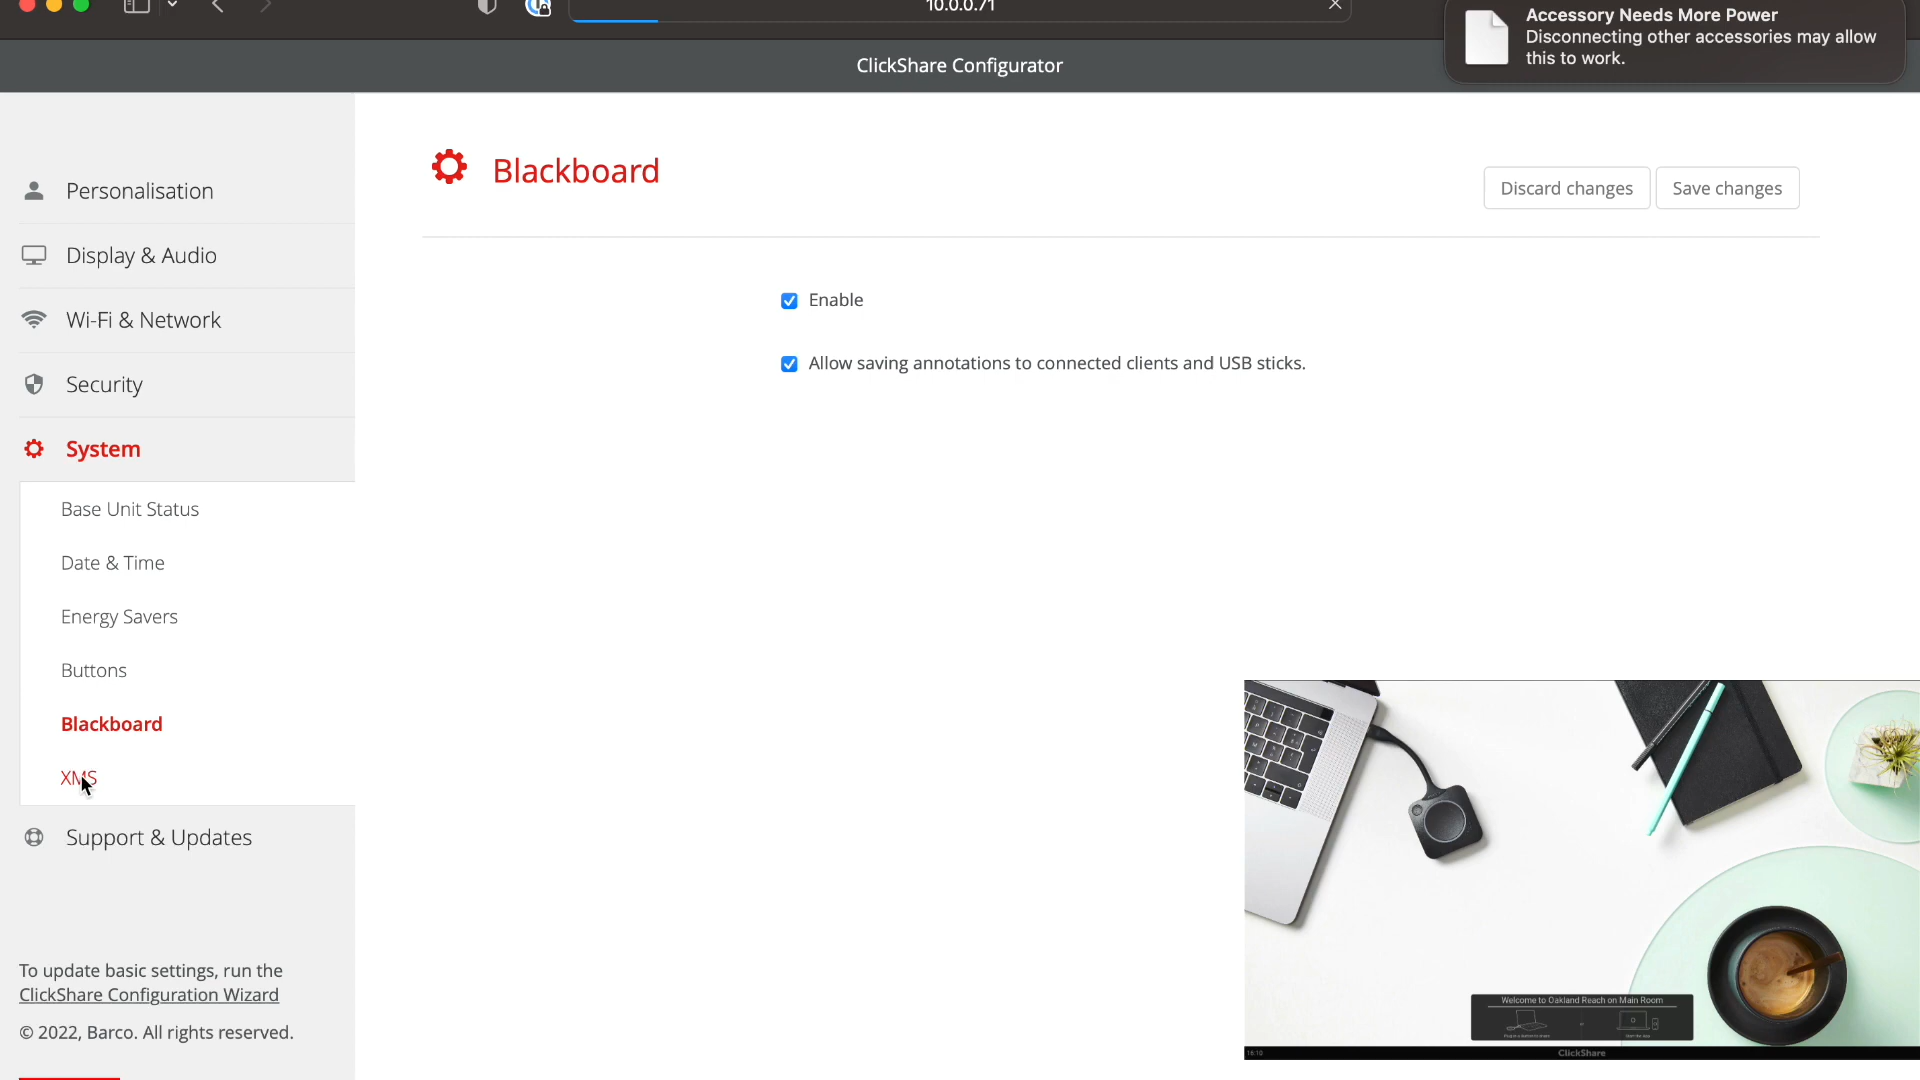 10.0.0.71
Accessory Needs More Power
Disconnecting other accessories may allow
this to work.
ClickShare Configurator
Personalisation
Display & Audio
Wi-Fi & Network
Security
System
Base Unit Status
Date & Time
Energy Savers
Buttons
Blackboard
XMS
Support & Updates
To update basic settings, run the
ClickShare Configuration Wizard
© 2022, Barco. All rights reserved.
Blackboard
Discard changes
Save changes
Enable
Allow saving annotations to connected clients and USB sticks.
Welcome to Oakland Reach on Main Room
ClickShare